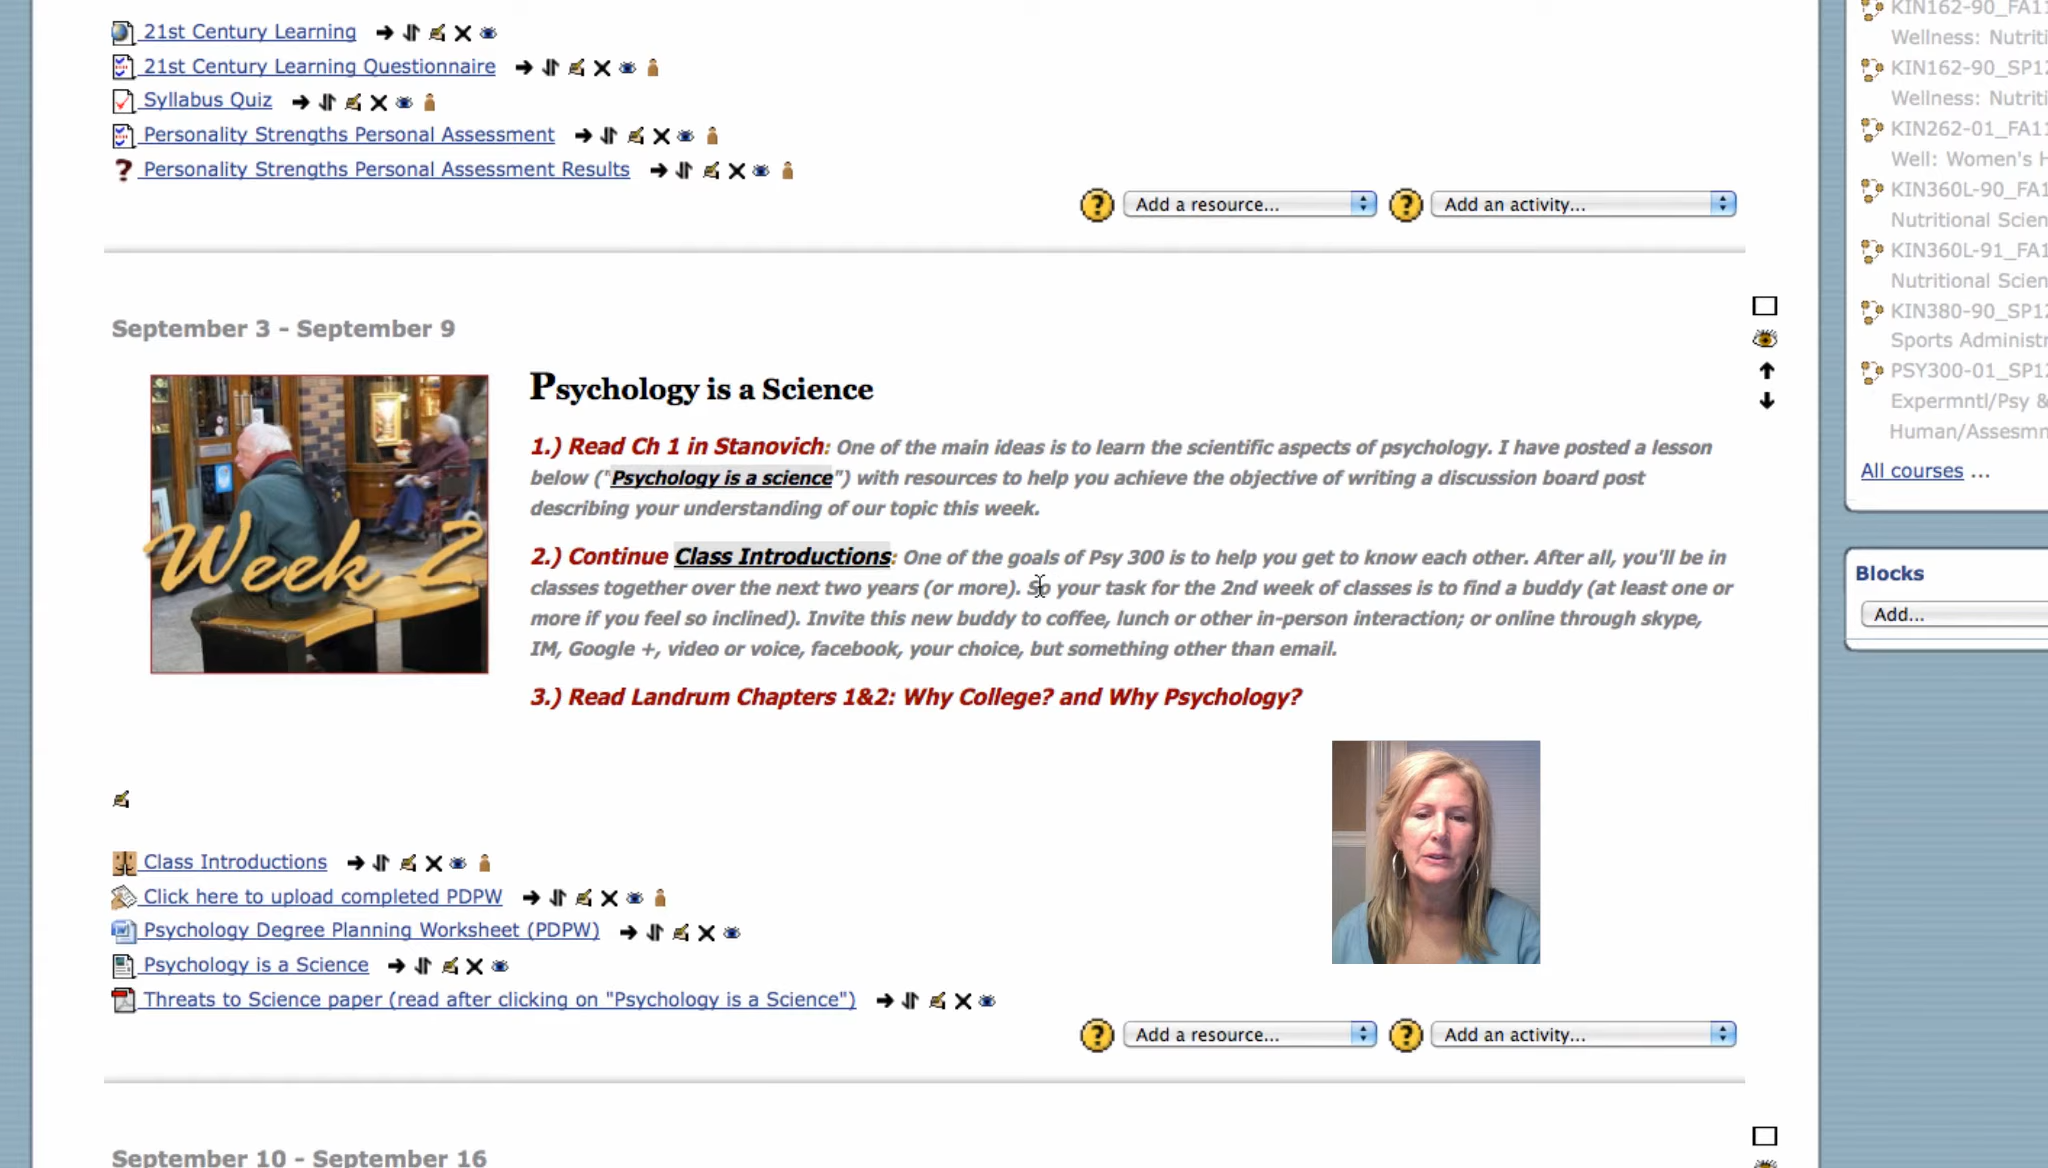 21st Century Learning
21st Century Learning Questionnaire
Syllabus Quiz
Personality Strengths Personal Assessment
? Personality Strengths Personal Assessment Results
? Add a resource... ? Add an activity...
September 3 - September 9
Week 2
Psychology is a Science
1.) Read Ch 1 in Stanovich: One of the main ideas is to learn the scientific aspects of psychology. I have posted a lesson
below ("Psychology is a science") with resources to help you achieve the objective of writing a discussion board post
describing your understanding of our topic this week.
2.) Continue Class Introductions: One of the goals of Psy 300 is to help you get to know each other. After all, you'll be in
classes together over the next two years (or more). So your task for the 2nd week of classes is to find a buddy (at least one or
more if you feel so inclined). Invite this new buddy to coffee, lunch or other in-person interaction; or online through skype,
IM, Google +, video or voice, facebook, your choice, but something other than email.
3.) Read Landrum Chapters 1&2: Why College? and Why Psychology?
Class Introductions
Click here to upload completed PDPW
Psychology Degree Planning Worksheet (PDPW)
Psychology is a Science
Threats to Science paper (read after clicking on "Psychology is a Science")
? Add a resource... ? Add an activity...
September 10 - September 16
KIN162-90_FA11
Wellness: Nutriti
KIN162-90_SP12
Wellness: Nutriti
KIN262-01_FA11
Well: Women's H
KIN360L-90_FA1
Nutritional Scien
KIN360L-91_FA1
Nutritional Scien
KIN380-90_SP12
Sports Administr
PSY300-01_SP12
Expermntl/Psy &
Human/Assesmn
All courses ...
Blocks
Add...